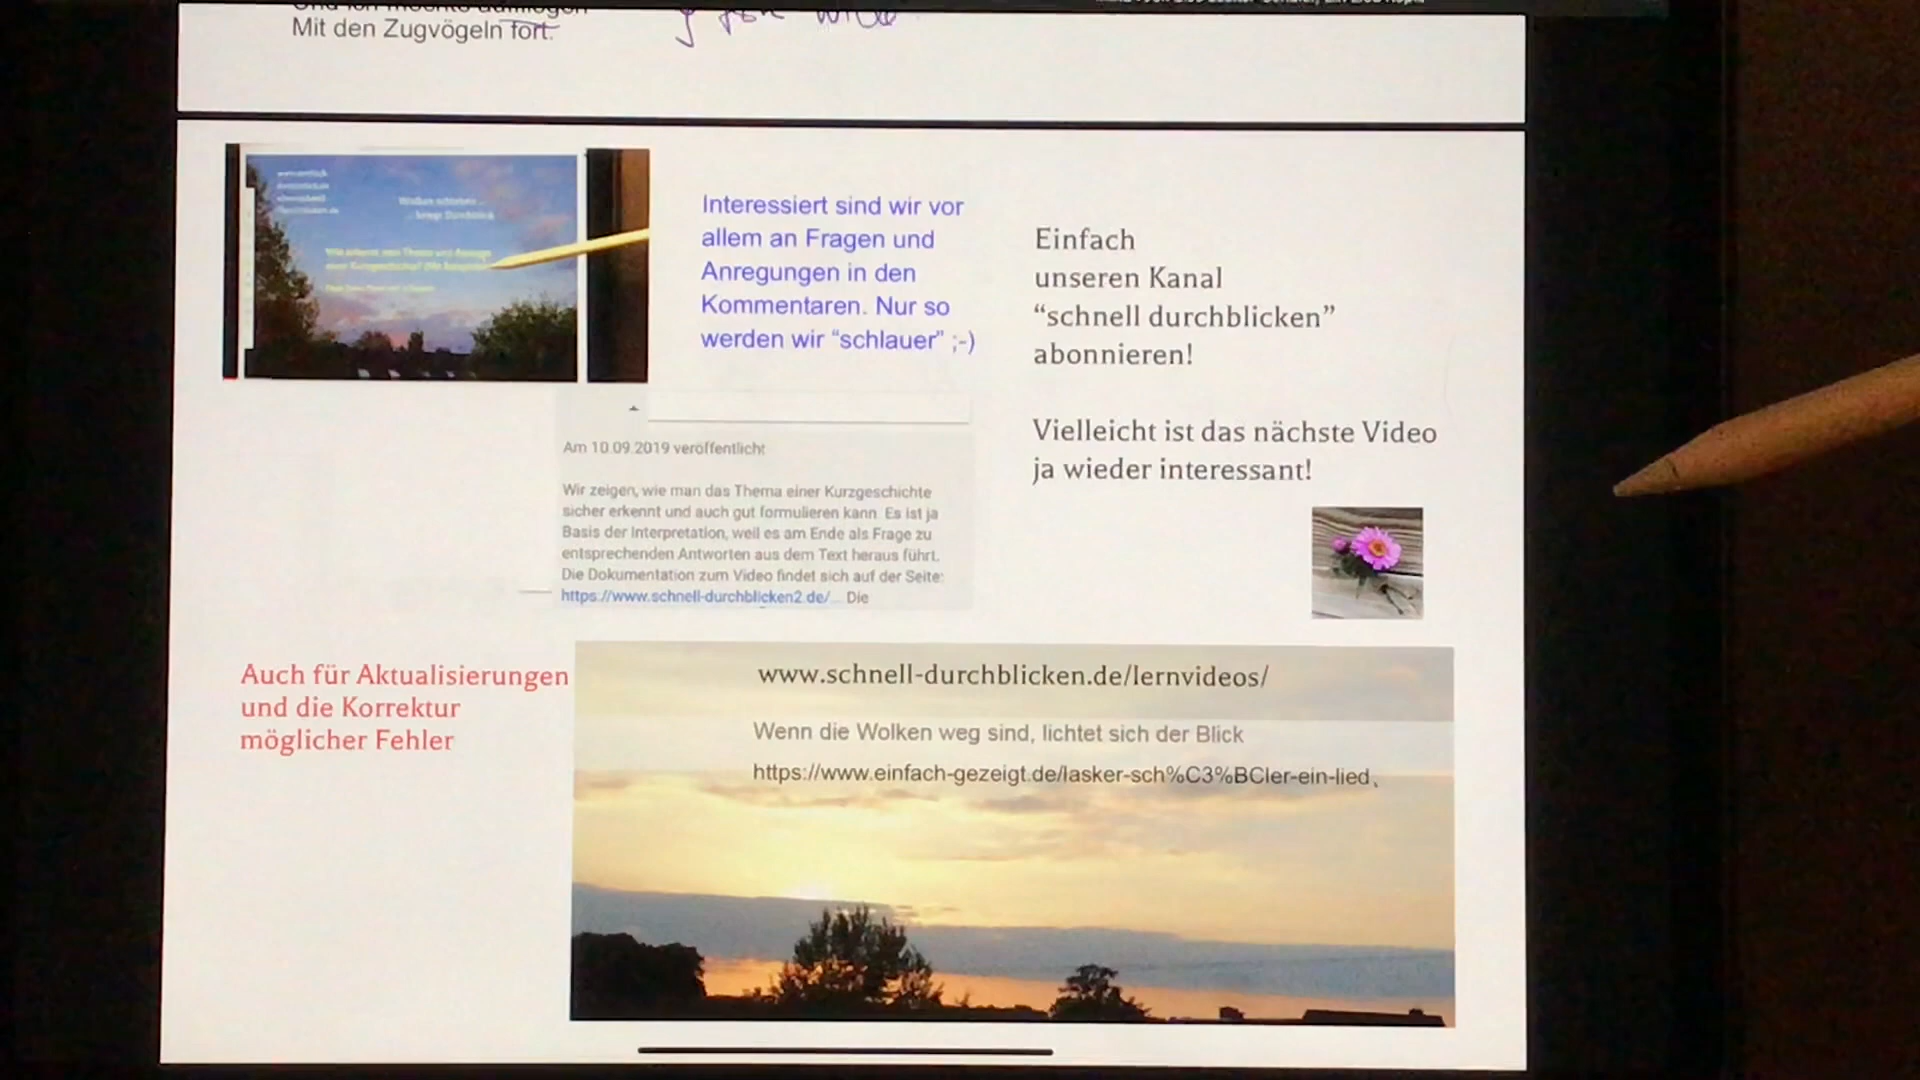 Und ich möchte auffliegen
Mit den Zugvögeln fort.
Interessiert sind wir vor
allem an Fragen und
Anregungen in den
Kommentaren. Nur so
werden wir “schlauer” ;-)
Einfach
unseren Kanal
“schnell durchblicken”
abonnieren!
Vielleicht ist das nächste Video
ja wieder interessant!
Am 10.09.2019 veröffentlicht
Wir zeigen, wie man das Thema einer Kurzgeschichte
sicher erkennt und auch gut formulieren kann. Es ist ja
Basis der Interpretation, weil es am Ende als Frage zu
entsprechenden Antworten aus dem Text heraus führt.
Die Dokumentation zum Video findet sich auf der Seite:
https://www.schnell-durchblicken2.de/... Die
Auch für Aktualisierungen
und die Korrektur
möglicher Fehler
www.schnell-durchblicken.de/lernvideos/
Wenn die Wolken weg sind, lichtet sich der Blick
https://www.einfach-gezeigt.de/lasker-sch%C3%BCler-ein-lied